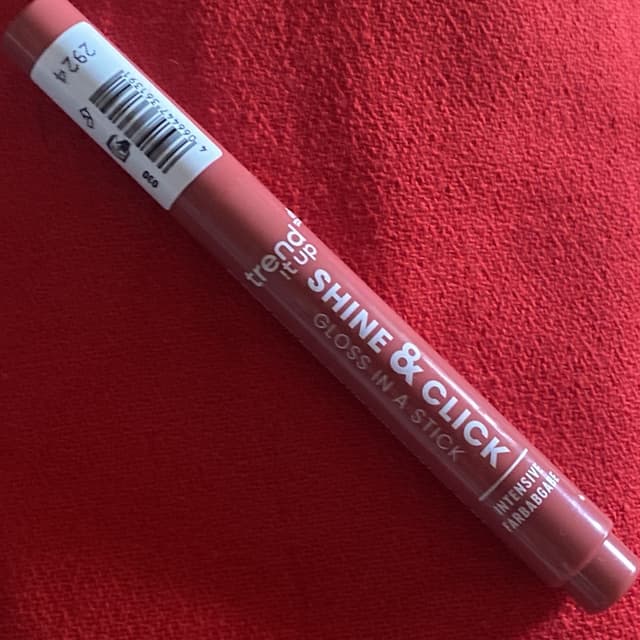 trend
it up
SHINE & CLICK
GLOSS IN A STICK
INTENSIVE
FARBABGABE
2924
030